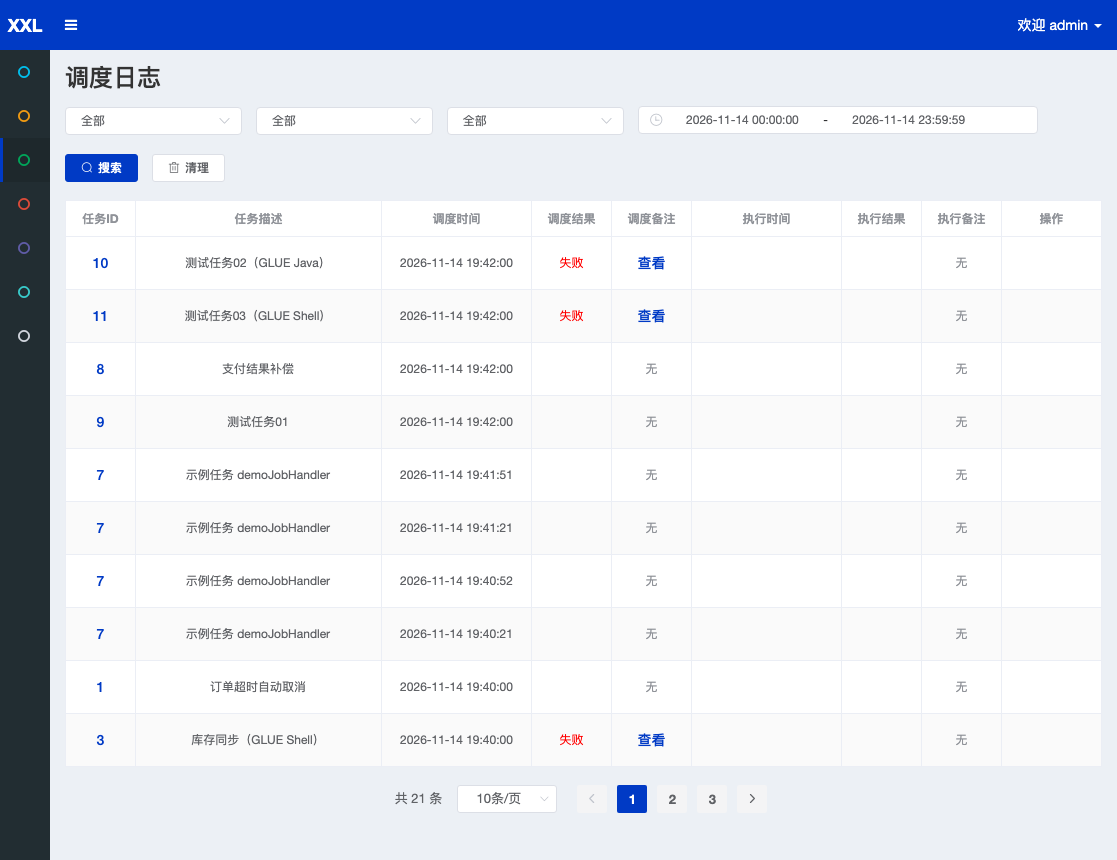 XXL 欢迎 admin
调度日志
全部 全部 全部 2026-11-14 00:00:00 - 2026-11-14 23:59:59
搜索 清理
任务ID 任务描述 调度时间 调度结果 调度备注 执行时间 执行结果 执行备注 操作
10 测试任务02（GLUE Java） 2026-11-14 19:42:00 失败 查看 无
11 测试任务03（GLUE Shell） 2026-11-14 19:42:00 失败 查看 无
8 支付结果补偿 2026-11-14 19:42:00 无 无
9 测试任务01 2026-11-14 19:42:00 无 无
7 示例任务 demoJobHandler 2026-11-14 19:41:51 无 无
7 示例任务 demoJobHandler 2026-11-14 19:41:21 无 无
7 示例任务 demoJobHandler 2026-11-14 19:40:52 无 无
7 示例任务 demoJobHandler 2026-11-14 19:40:21 无 无
1 订单超时自动取消 2026-11-14 19:40:00 无 无
3 库存同步（GLUE Shell） 2026-11-14 19:40:00 失败 查看 无
共 21 条 10条/页 1 2 3